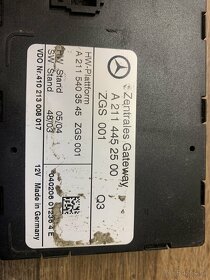 Zentrales Gateway
A 211 445 25 00
ZGS 001
Q3
HW-Plattform
A 211 540 35 45 ZGS 001
HW Stand 05/04
SW Stand 48/03
VDO Nr. 410 213 008 017
12V Made in Germany